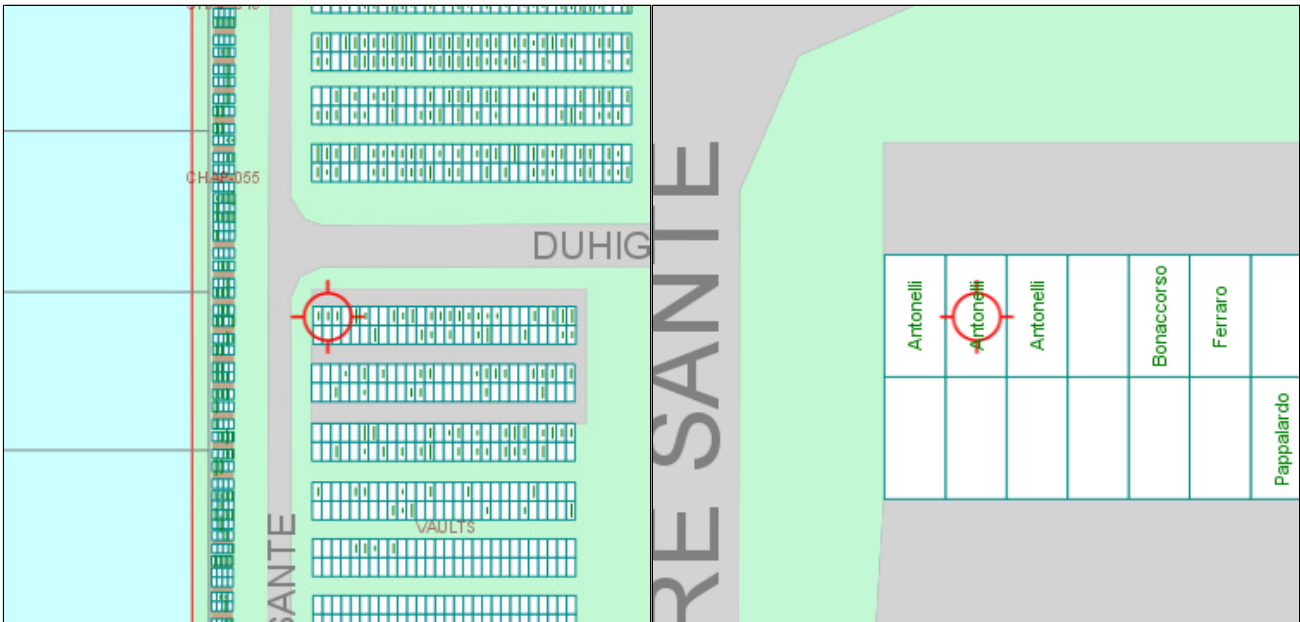 CHAP-055
DUHIG
VAULTS
SANTE
RE SANTE
Antonelli
Antonelli
Antonelli
Bonaccorso
Ferraro
Pappalardo